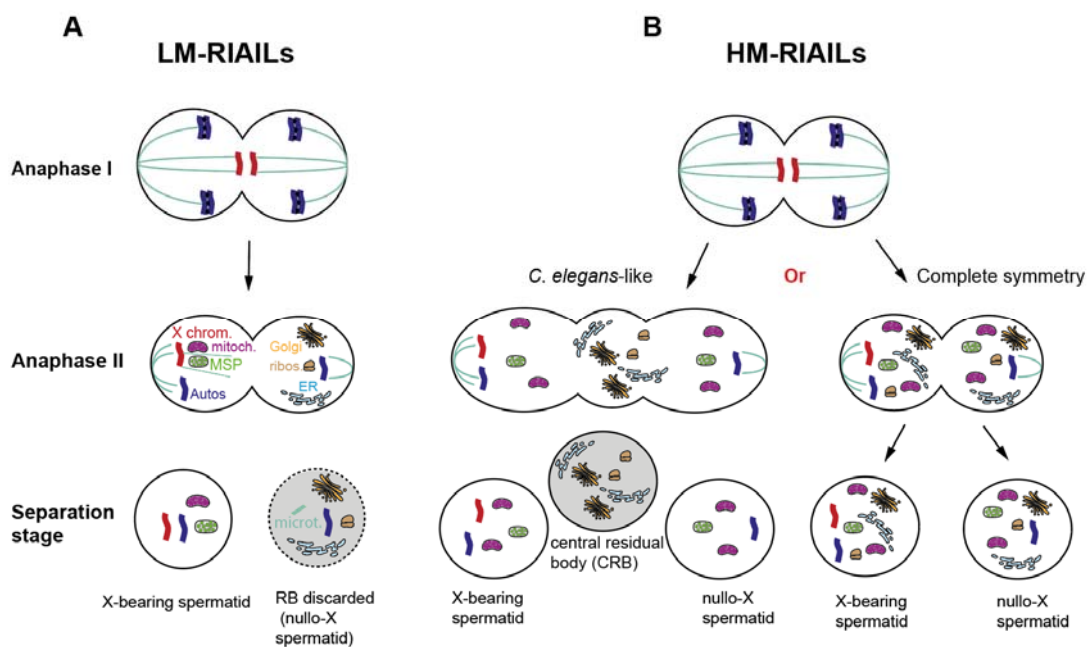 A
LM-RIAILs
B
HM-RIAILs
Anaphase I
C. elegans-like
Or
Complete symmetry
Anaphase II
X chrom.
mitoch.
MSP
Autos
Golgi
ribos.
ER
Separation
stage
microt.
X-bearing spermatid
RB discarded
(nullo-X
spermatid)
central residual
body (CRB)
X-bearing
spermatid
nullo-X
spermatid
X-bearing
spermatid
nullo-X
spermatid